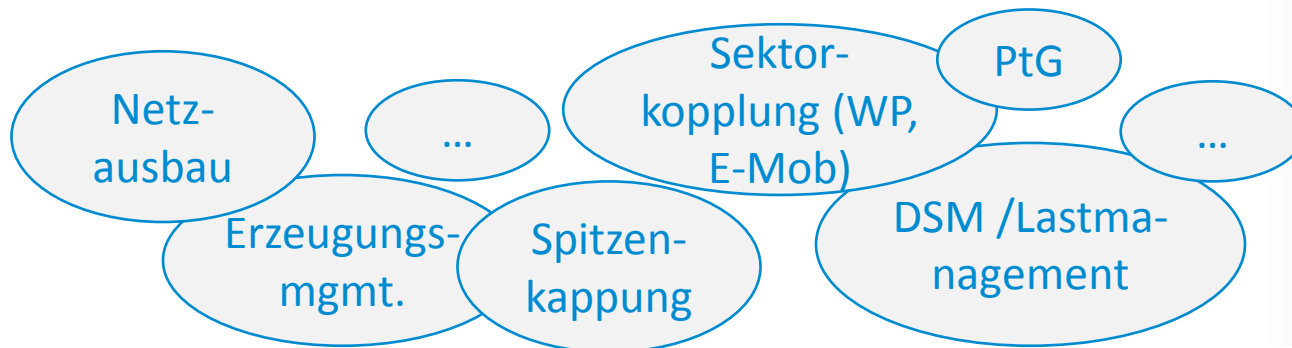 Netz-
ausbau
...
Erzeugungs-
mgmt.
Spitzen-
kappung
Sektor-
kopplung (WP,
E-Mob)
PtG
...
DSM /Lastma-
nagement